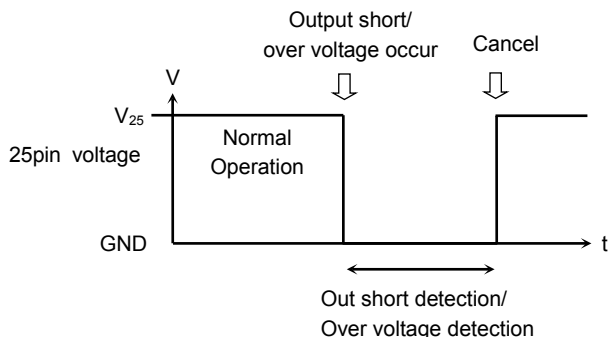 Output short/
over voltage occur
Cancel
V
V₂₅
Normal
Operation
25pin voltage
GND
t
Out short detection/
Over voltage detection